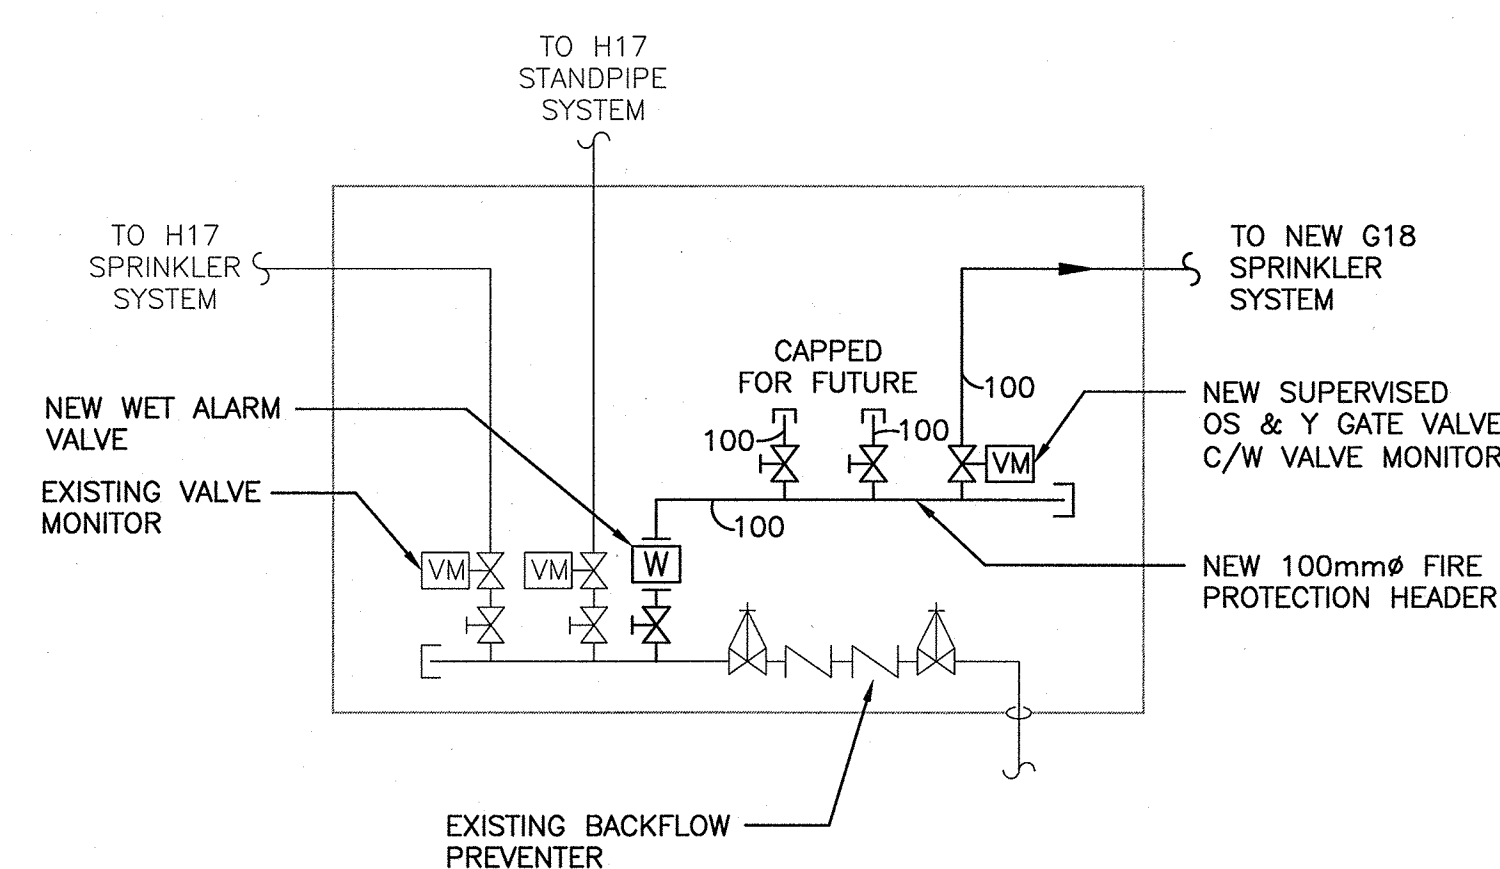 TO H17
STANDPIPE
SYSTEM
TO H17
SPRINKLER
SYSTEM
TO NEW G18
SPRINKLER
SYSTEM
CAPPED
FOR FUTURE
100
100
100
NEW SUPERVISED
OS & Y GATE VALVE
C/W VALVE MONITOR
NEW WET ALARM
VALVE
VM
EXISTING VALVE
MONITOR
100
VM
VM
W
NEW 100mmø FIRE
PROTECTION HEADER
EXISTING BACKFLOW
PREVENTER